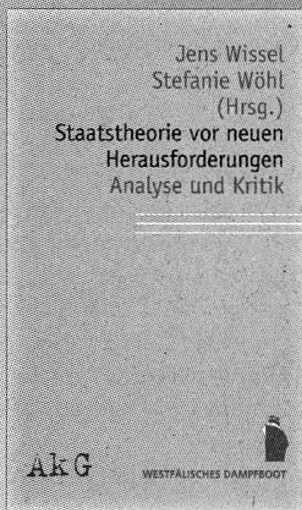 Jens Wissel
Stefanie Wöhl
(Hrsg.)
Staatstheorie vor neuen
Herausforderungen
Analyse und Kritik
AkG
WESTFÄLISCHES DAMPFBOOT